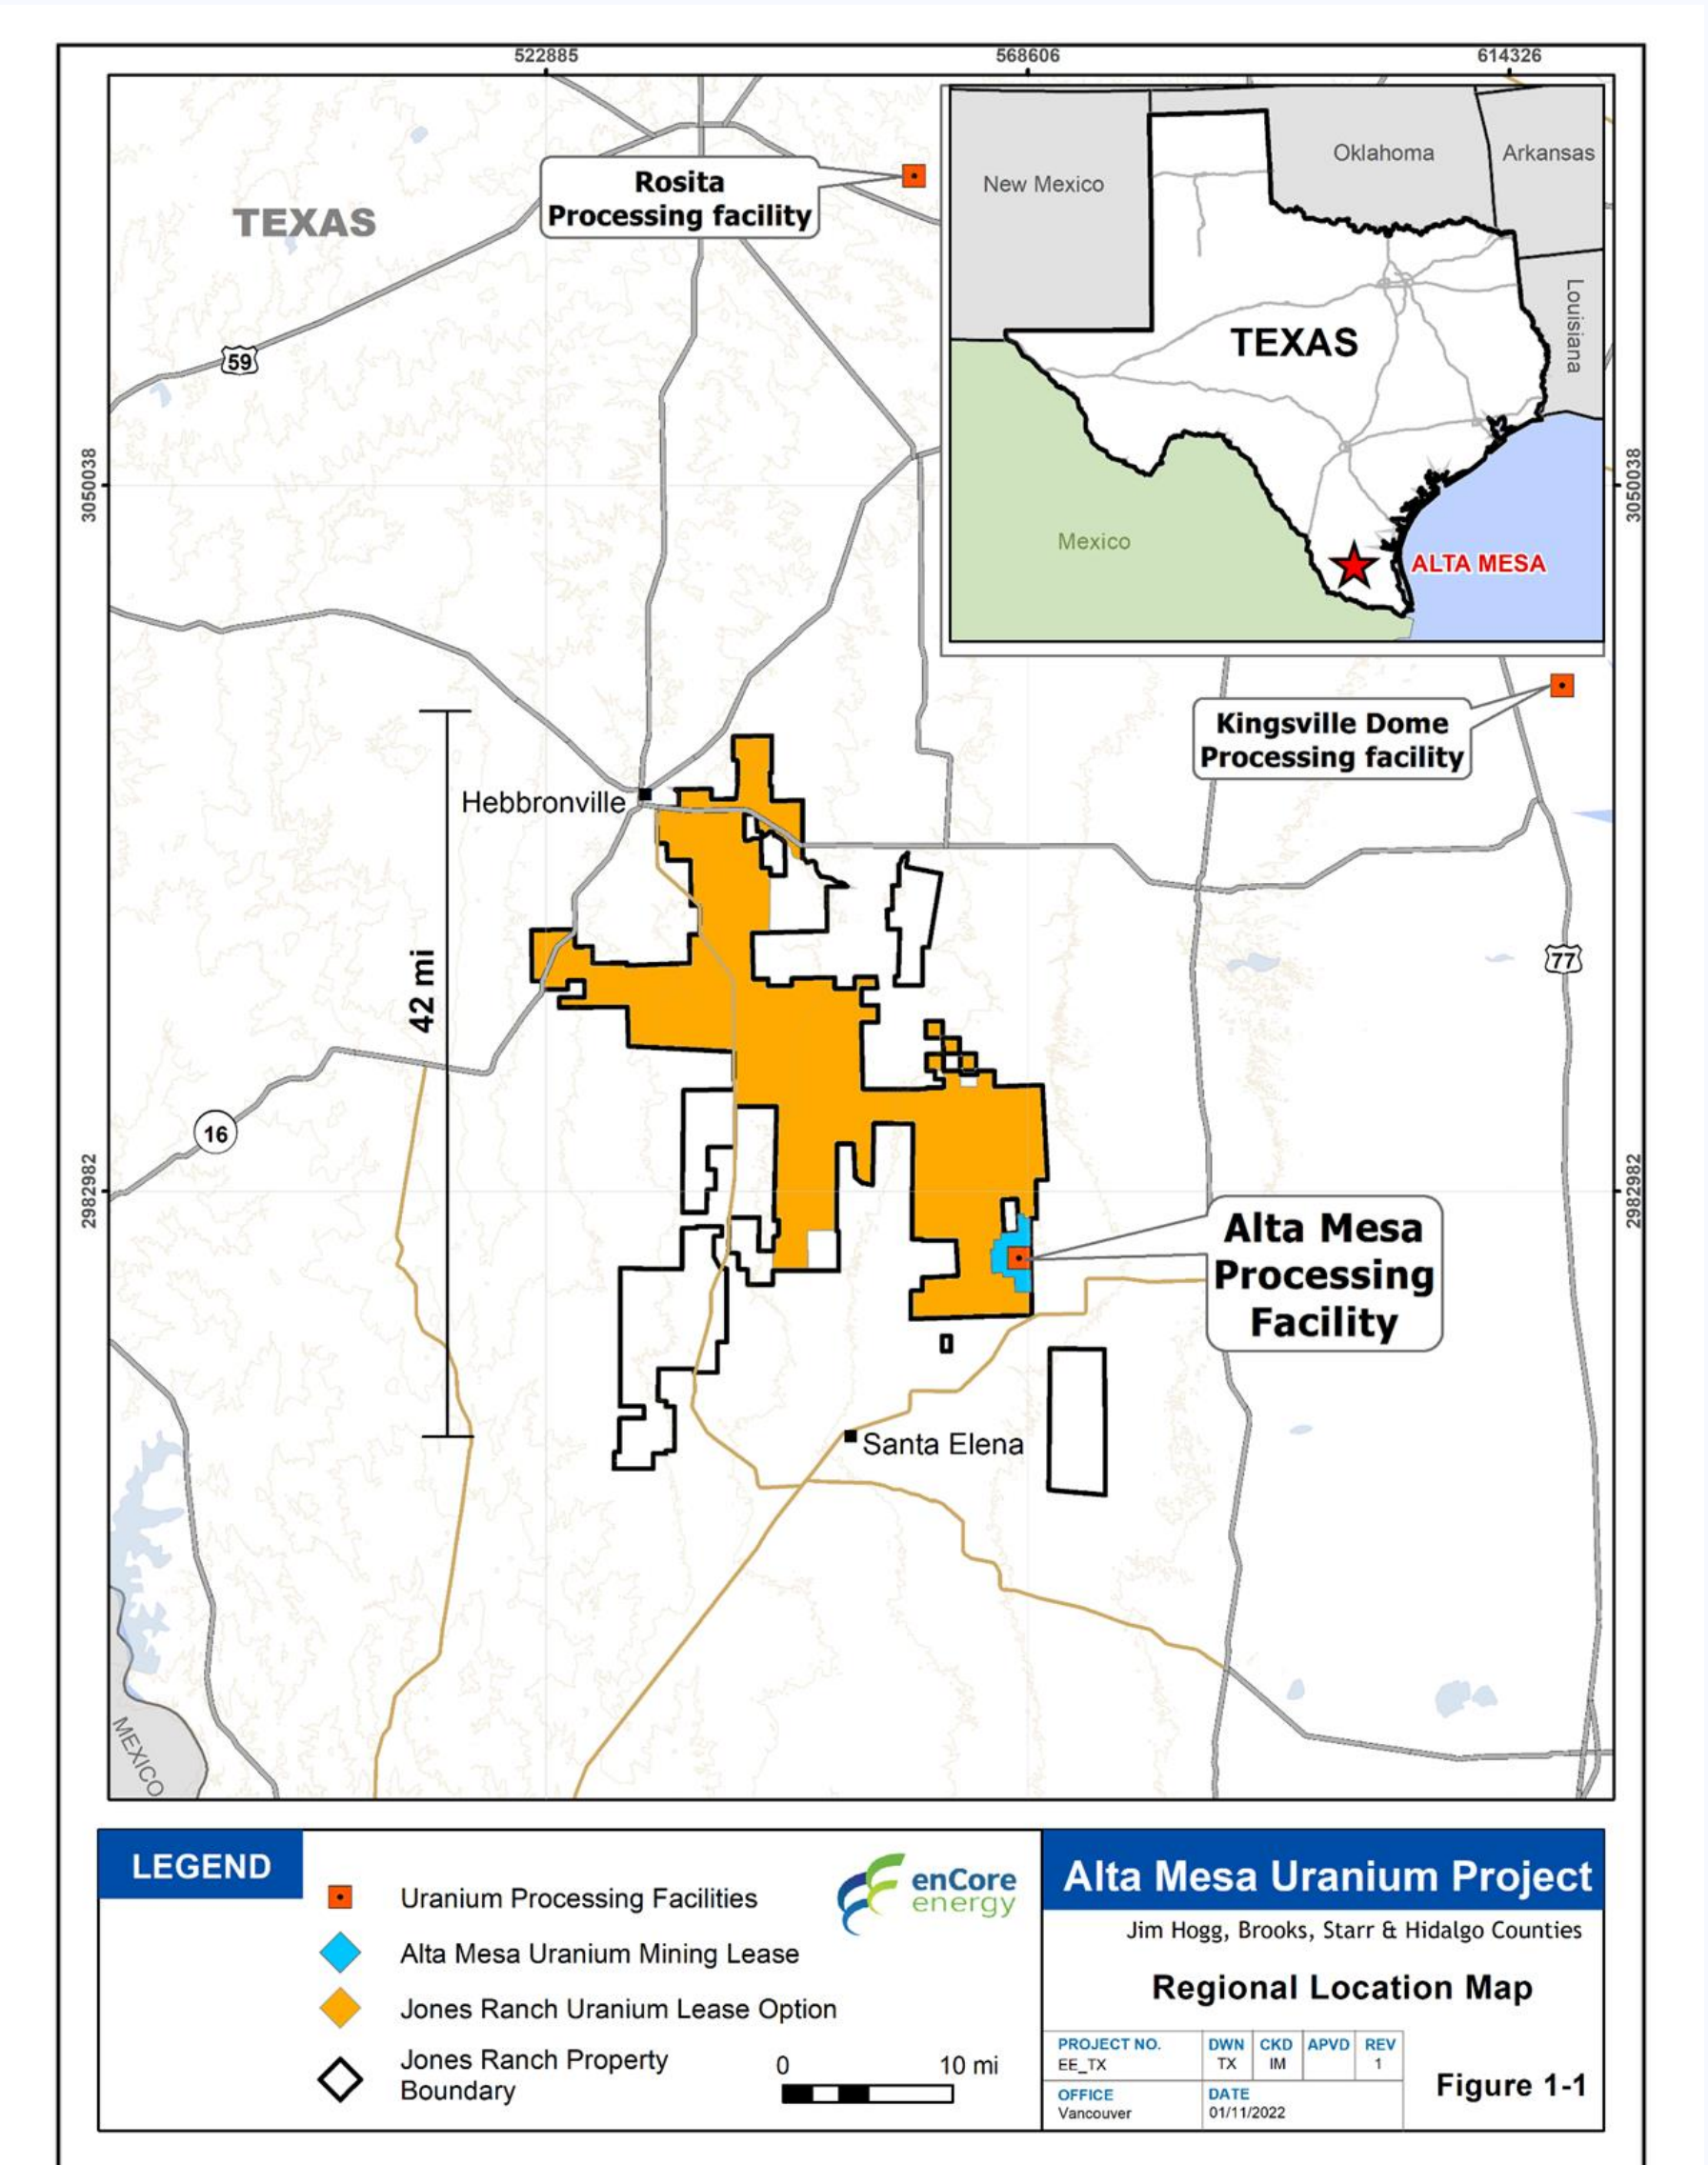 522885
568606
614326
New Mexico
Oklahoma
Arkansas
Louisiana
TEXAS
Mexico
ALTA MESA
Rosita
Processing facility
TEXAS
59
3050038
3050038
Kingsville Dome
Processing facility
Hebbronville
42 mi
77
16
2982982
2982982
Alta Mesa
Processing
Facility
Santa Elena
MEXICO
LEGEND
Uranium Processing Facilities
Alta Mesa Uranium Mining Lease
Jones Ranch Uranium Lease Option
Jones Ranch Property
Boundary
0
10 mi
enCore
energy
Alta Mesa Uranium Project
Jim Hogg, Brooks, Starr & Hidalgo Counties
Regional Location Map
PROJECT NO.
EE_TX
DWN
TX
CKD
IM
APVD
REV
1
OFFICE
Vancouver
DATE
01/11/2022
Figure 1-1